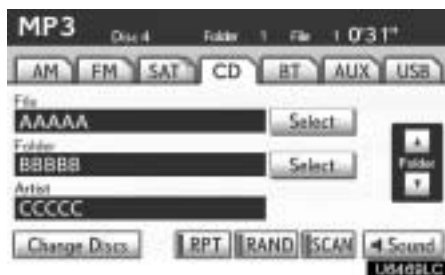 MP3 Disc 4 Folder 1 File 1 0'31"
AM FM SAT CD BT AUX USB
File
AAAAA Select
Folder
BBBBB Select
Folder
Artist
CCCCC
Change Discs RPT RAND SCAN Sound
U6469LC